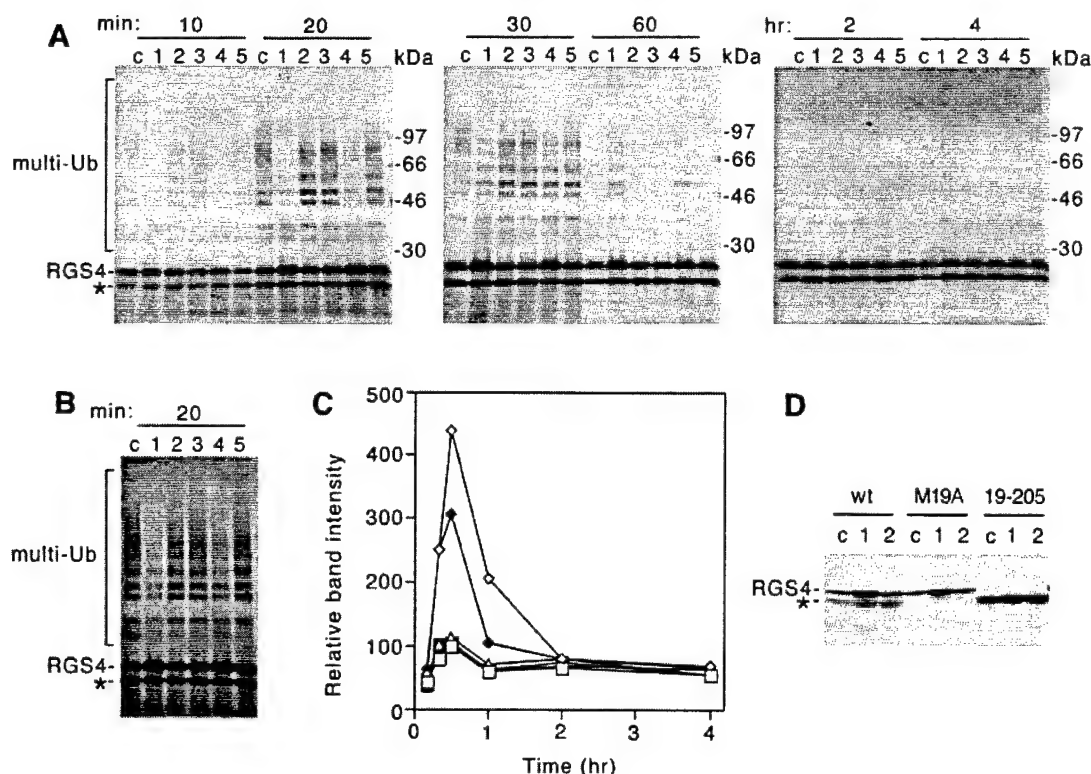 A
min: 10 20
c 1 2 3 4 5 c 1 2 3 4 5 kDa
multi-Ub
-97
-66
-46
-30
RGS4-
*-
30 60
c 1 2 3 4 5 c 1 2 3 4 5 kDa
-97
-66
-46
-30
hr: 2 4
c 1 2 3 4 5 c 1 2 3 4 5 kDa
-97
-66
-46
-30
B
min: 20
c 1 2 3 4 5
multi-Ub
RGS4-
*-
C
Relative band intensity
500
400
300
200
100
0
0 1 2 3 4
Time (hr)
D
wt M19A 19-205
c 1 2 c 1 2 c 1 2
RGS4-
*-